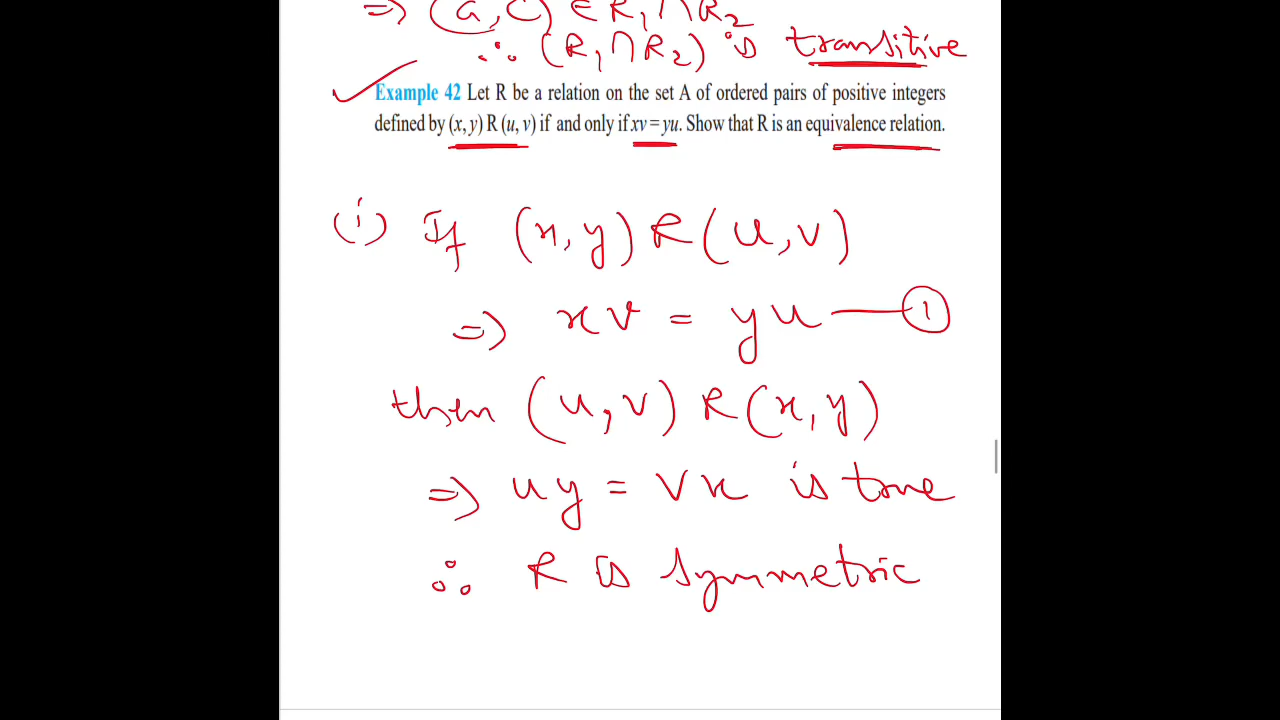 ⇒ (a, c) ∈ R₁ ∩ R₂
∴ (R₁ ∩ R₂) is transitive
Example 42 Let R be a relation on the set A of ordered pairs of positive integers
defined by (x, y) R (u, v) if and only if xv = yu. Show that R is an equivalence relation.
(i) If (x, y) R (u, v)
⇒ xv = yu — ①
then (u, v) R (x, y)
⇒ uy = vx is true
∴ R is symmetric